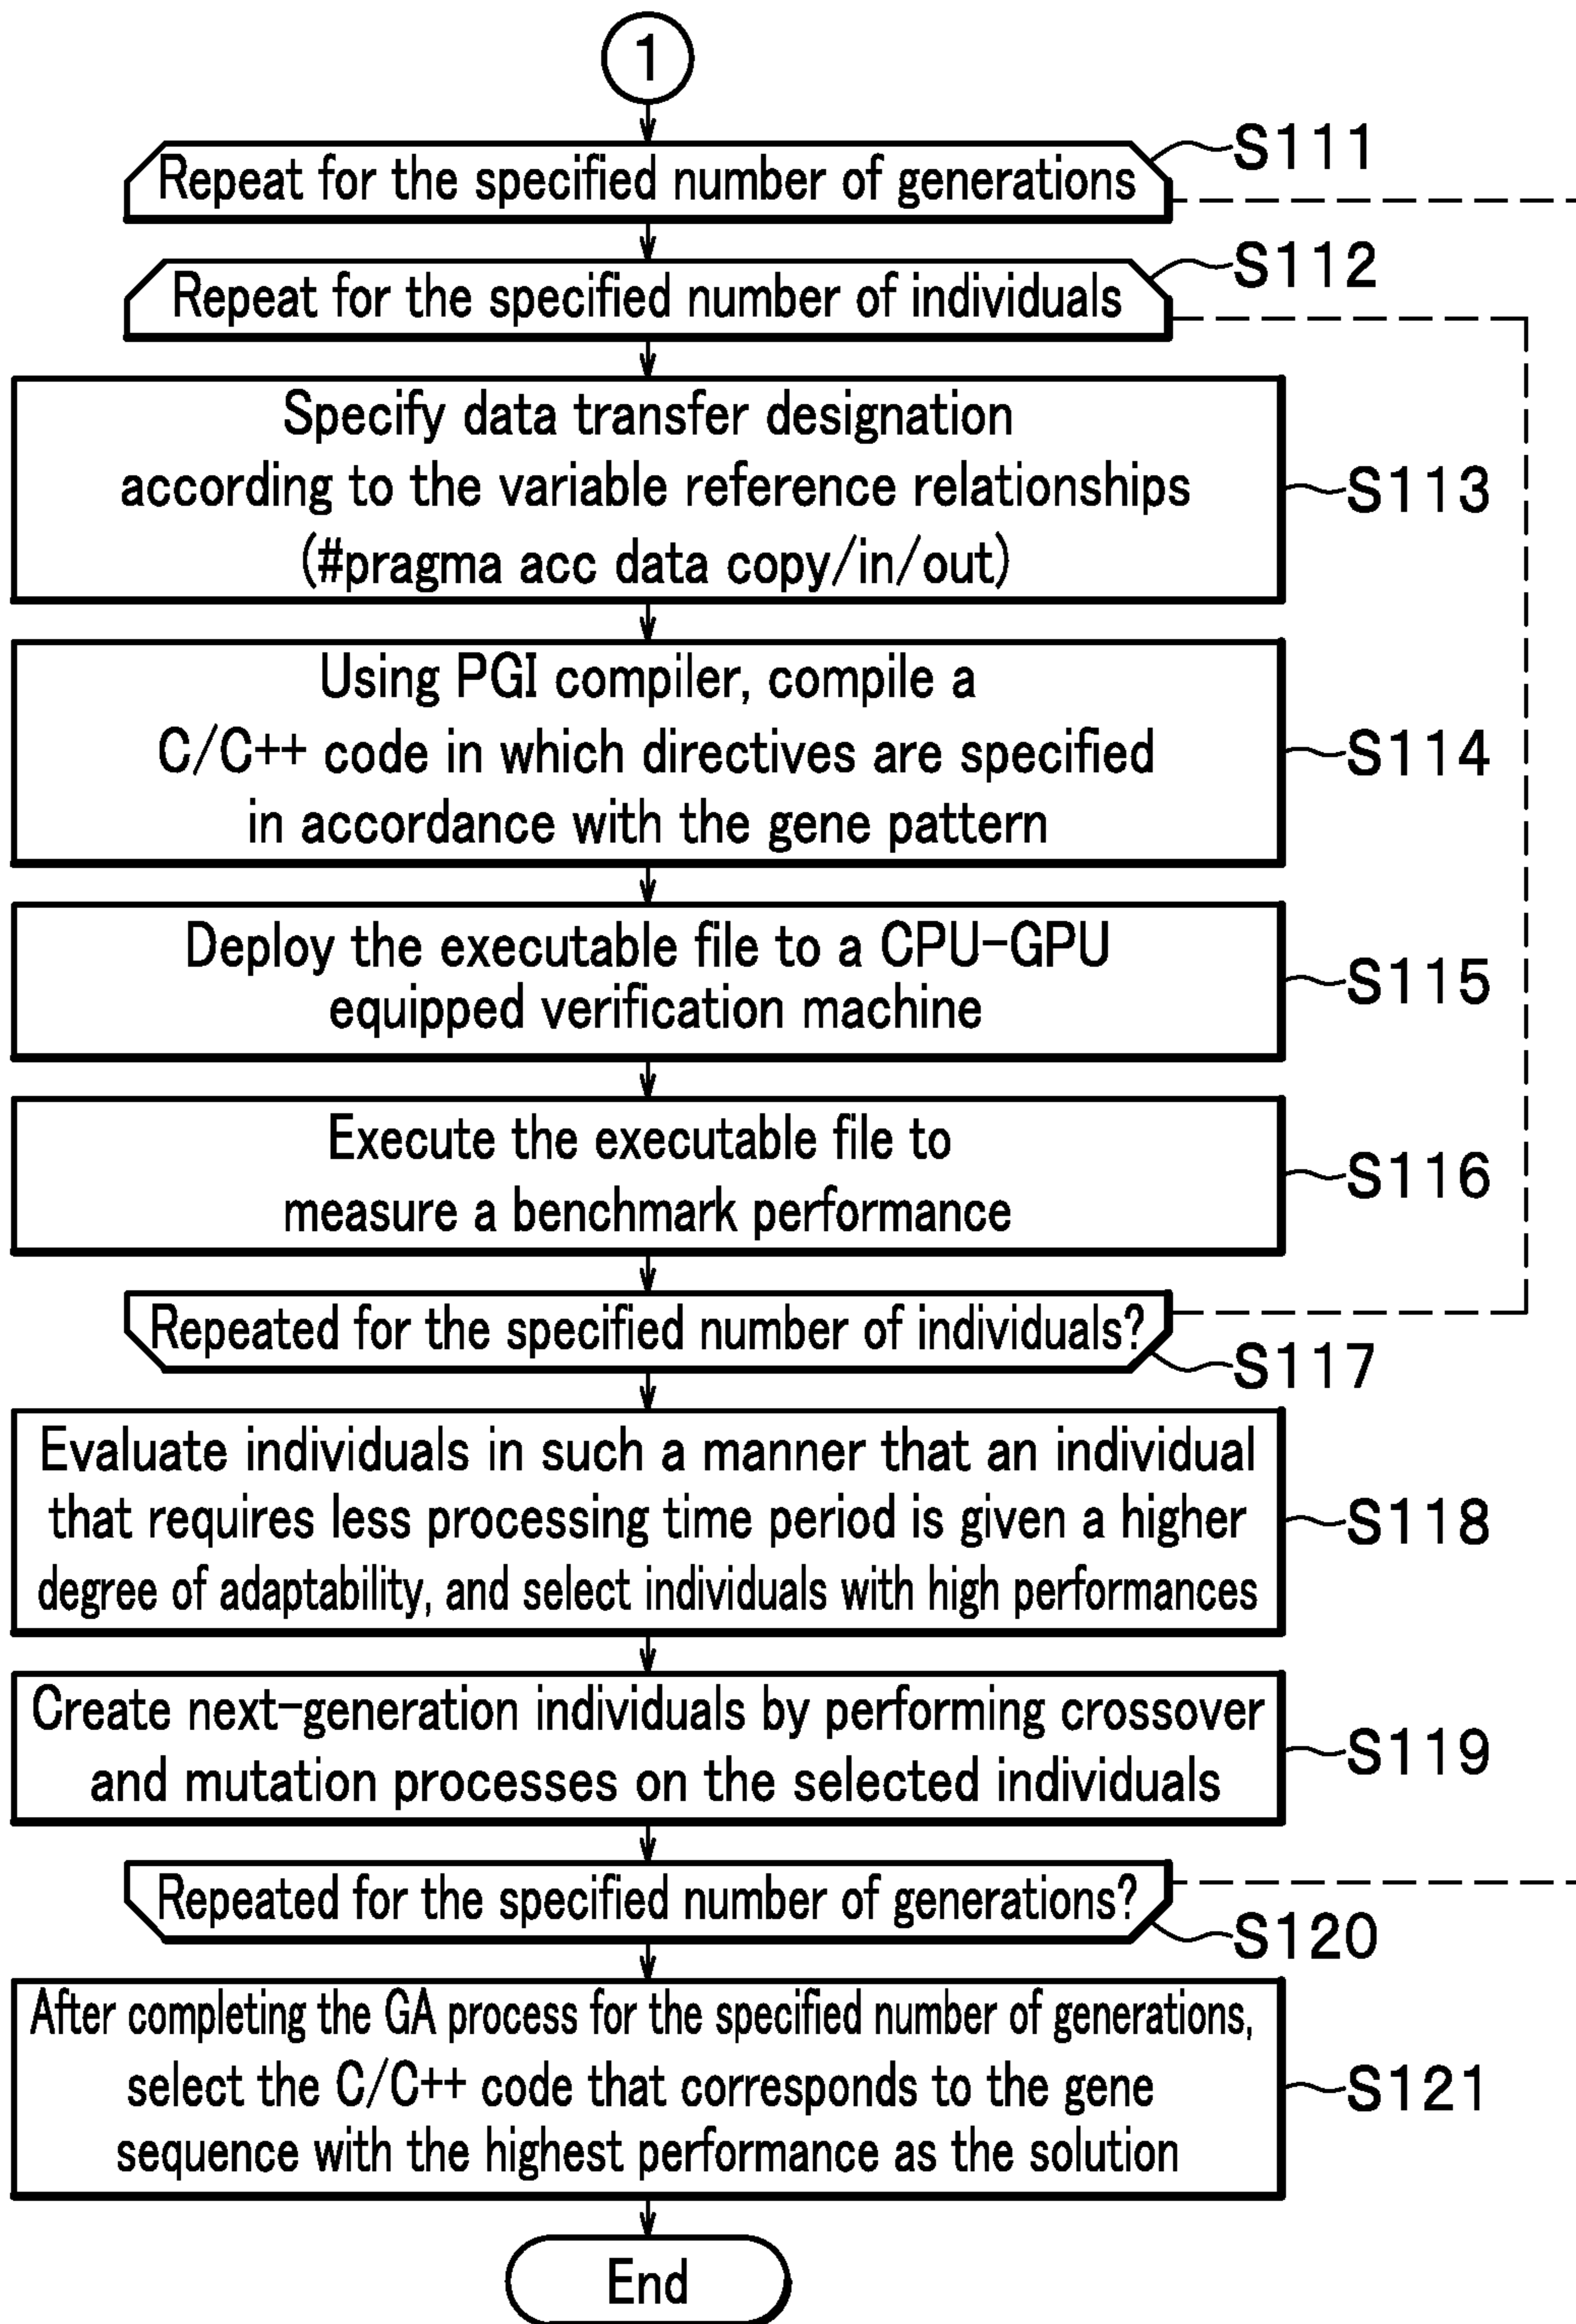 1
Repeat for the specified number of generations
S111
Repeat for the specified number of individuals
S112
Specify data transfer designation
according to the variable reference relationships
(#pragma acc data copy/in/out)
S113
Using PGI compiler, compile a
C/C++ code in which directives are specified
in accordance with the gene pattern
S114
Deploy the executable file to a CPU-GPU
equipped verification machine
S115
Execute the executable file to
measure a benchmark performance
S116
Repeated for the specified number of individuals?
S117
Evaluate individuals in such a manner that an individual
that requires less processing time period is given a higher
degree of adaptability, and select individuals with high performances
S118
Create next-generation individuals by performing crossover
and mutation processes on the selected individuals
S119
Repeated for the specified number of generations?
S120
After completing the GA process for the specified number of generations,
select the C/C++ code that corresponds to the gene
sequence with the highest performance as the solution
S121
End